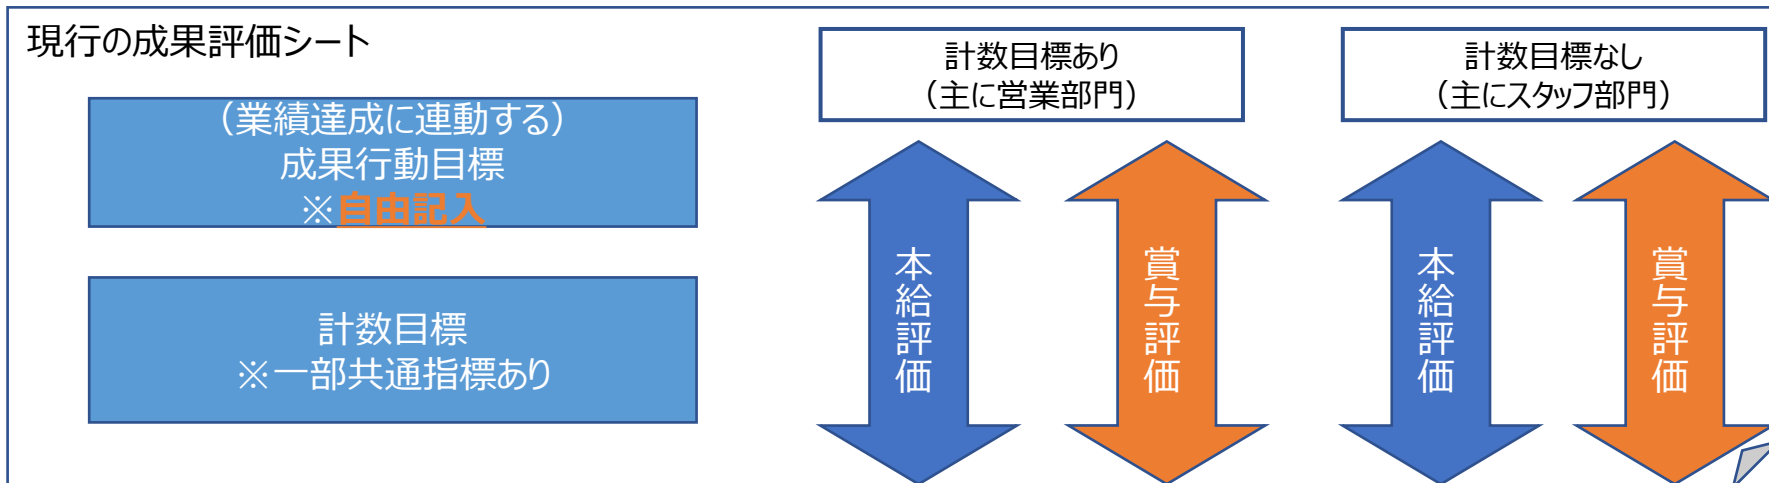 現行の成果評価シート
（業績達成に連動する）
成果行動目標
※自由記入
計数目標
※一部共通指標あり
計数目標あり
（主に営業部門）
計数目標なし
（主にスタッフ部門）
本給評価
賞与評価
本給評価
賞与評価